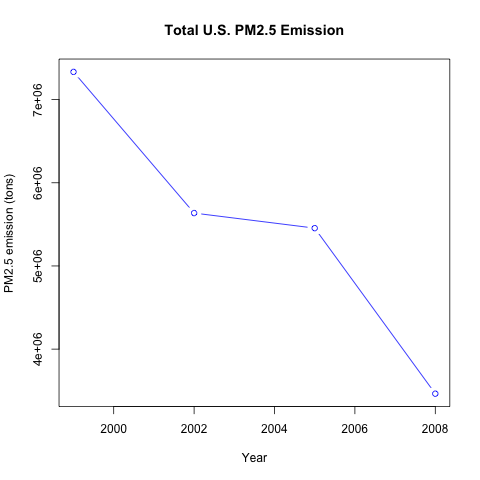 Total U.S. PM2.5 Emission
PM2.5 emission (tons)
7e+06
6e+06
5e+06
4e+06
2000 2002 2004 2006 2008
Year